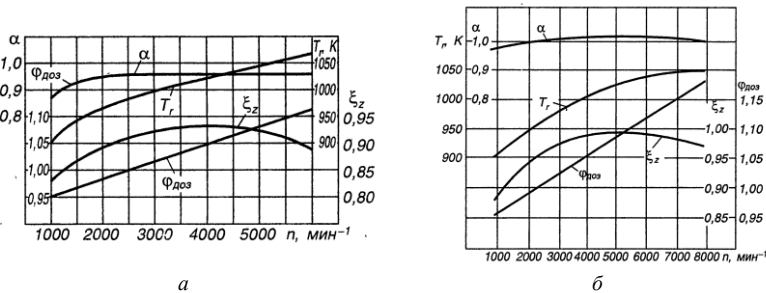 α
1,0
0,9
0,8
φдоз
1,10
1,05
1,00
0,95
α
Tr
ξz
φдоз
Tr, К
1050
1000
950
900
ξz
0,95
0,90
0,85
0,80
1000 2000 3000 4000 5000 n, мин⁻¹
а
α
Tr, К
1,0
0,9
0,8
1050
1000
950
900
α
Tr
ξz
φдоз
ξz
1,00
0,95
0,90
0,85
φдоз
1,15
1,10
1,05
1,00
0,95
1000 2000 3000 4000 5000 6000 7000 8000 n, мин⁻¹
б